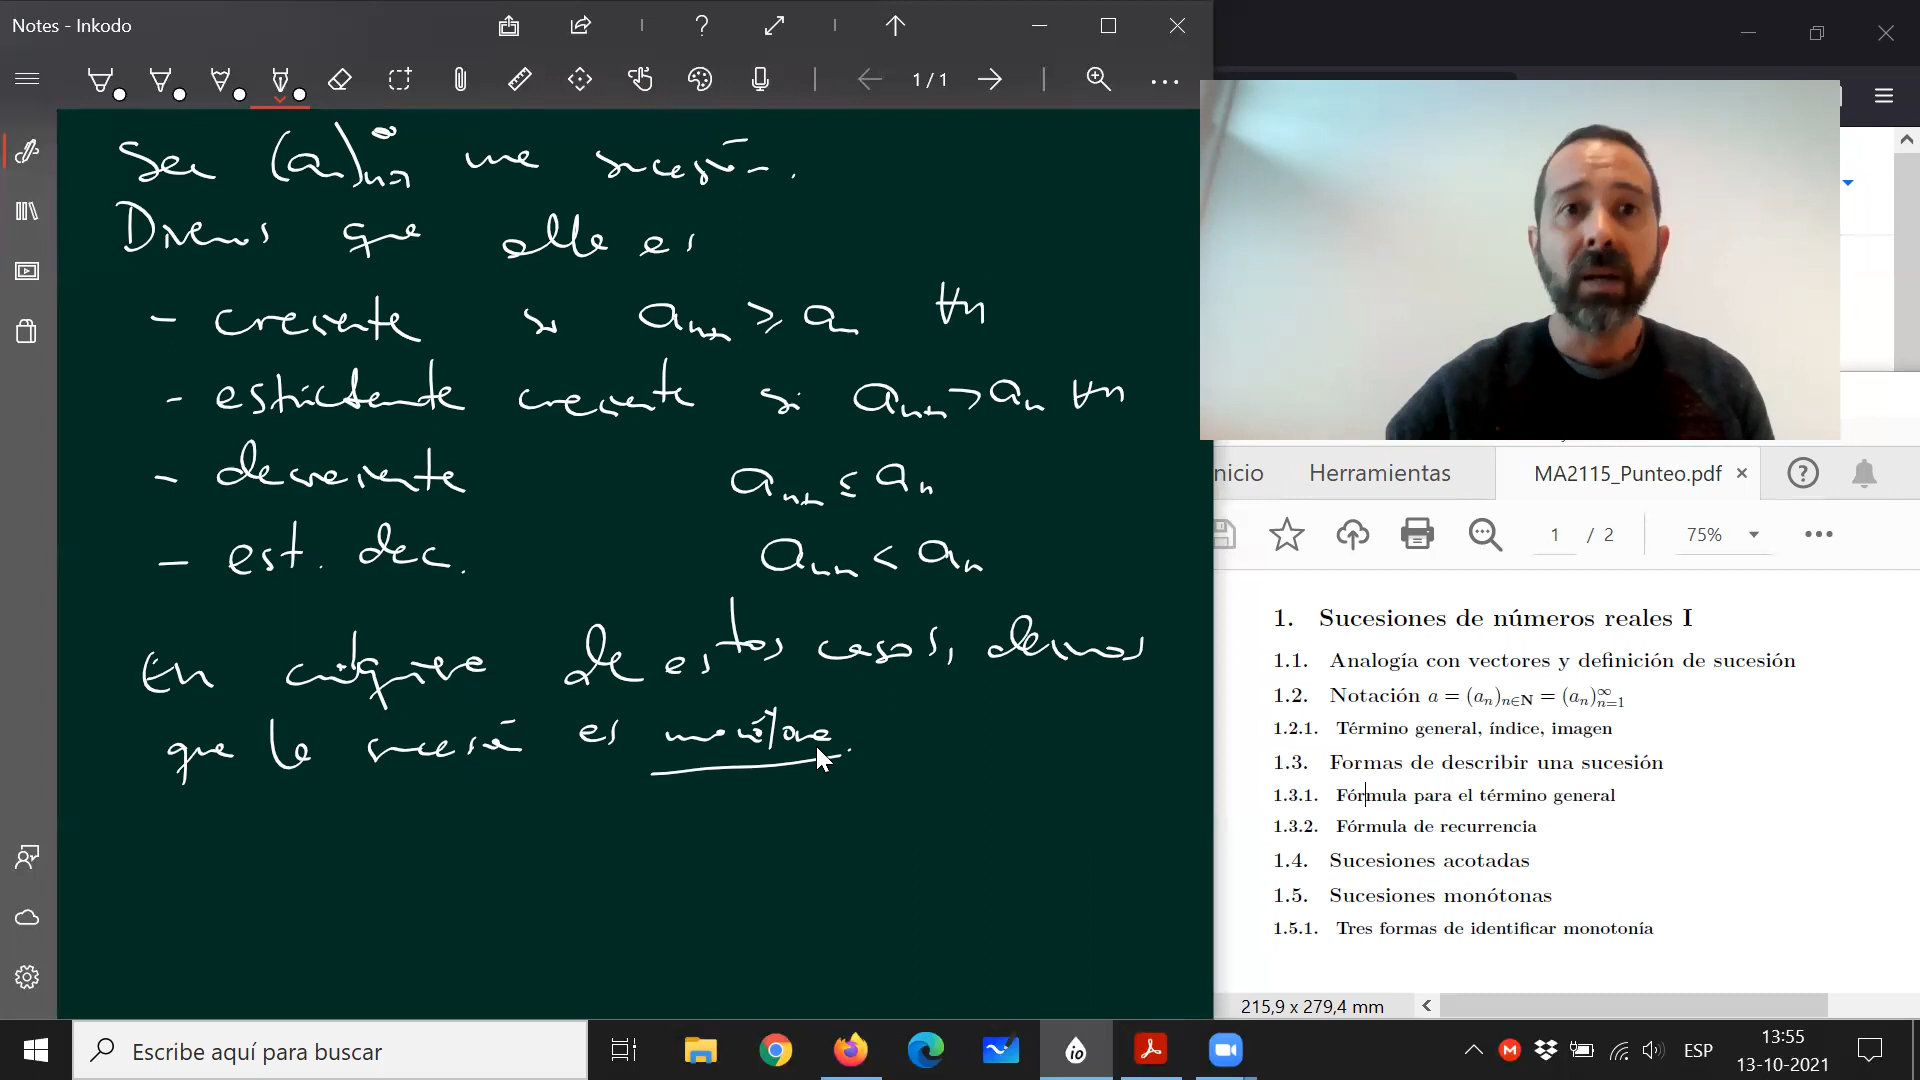 Notes - Inkodo
1 / 1
Sea (aₙ)ₙ₌₁^∞ una sucesión.
Diremos que ella es
- creciente si aₙ₊₁ ⩾ aₙ ∀n
- estrictamente creciente si aₙ₊₁ > aₙ ∀n
- decreciente aₙ₊₁ ≤ aₙ
- est. dec. aₙ₊₁ < aₙ
En cualquiera de estos casos, decimos
que la sucesión es monótona.
nicio Herramientas MA2115_Punteo.pdf
1 / 2 75%
1. Sucesiones de números reales I
1.1. Analogía con vectores y definición de sucesión
1.2. Notación a = (aₙ)ₙ∈𝐍 = (aₙ)ₙ₌₁^∞
1.2.1. Término general, índice, imagen
1.3. Formas de describir una sucesión
1.3.1. Fórmula para el término general
1.3.2. Fórmula de recurrencia
1.4. Sucesiones acotadas
1.5. Sucesiones monótonas
1.5.1. Tres formas de identificar monotonía
215,9 x 279,4 mm
Escribe aquí para buscar
ESP
13:55
13-10-2021